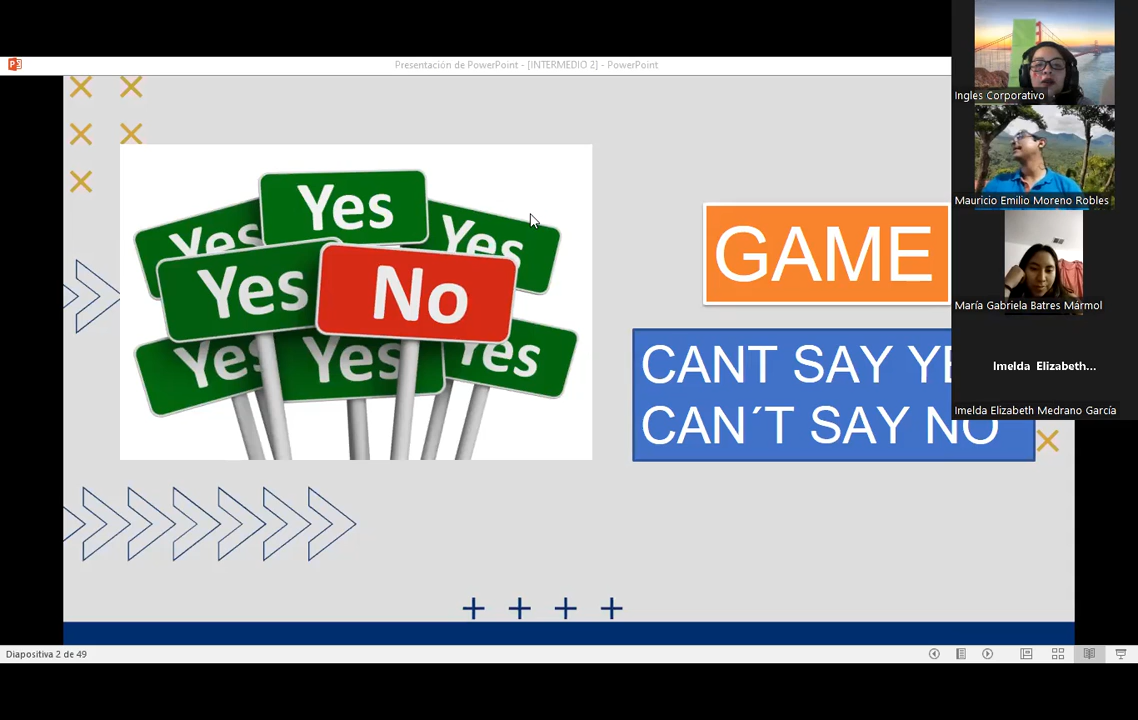 Presentación de PowerPoint - [INTERMEDIO 2] - PowerPoint
Ingles Corporativo
Mauricio Emilio Moreno Robles
María Gabriela Batres Mármol
Imelda Elizabeth...
Imelda Elizabeth Medrano García
Yes
Yes
Yes
Yes
No
Yes
Yes
Yes
GAME
CANT SAY YE
CAN´T SAY NO
Diapositiva 2 de 49